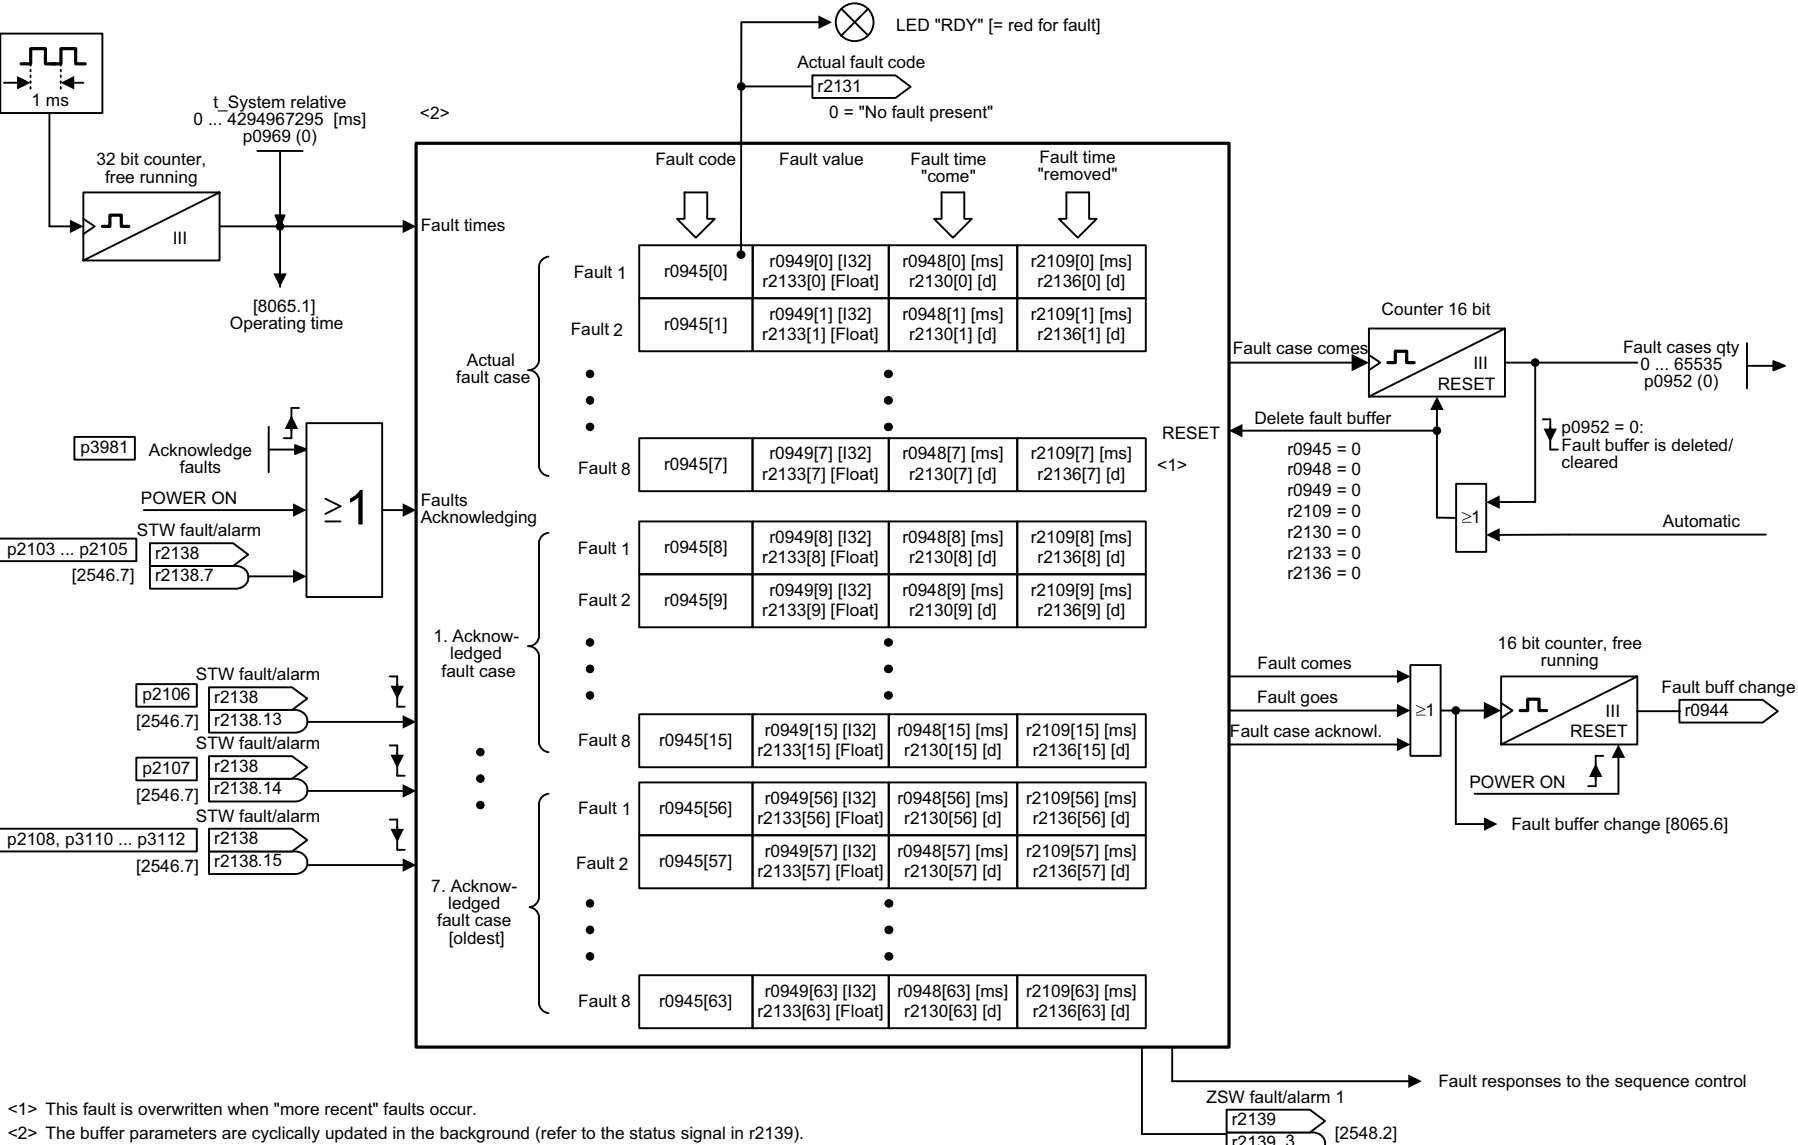 LED "RDY" [= red for fault]
Actual fault code
r2131
0 = "No fault present"
1 ms
t_System relative
0 ... 4294967295 [ms]
p0969 (0)
<2>
32 bit counter,
free running
III
[8065.1]
Operating time
Fault times
Fault code
Fault value
Fault time
"come"
Fault time
"removed"
Actual
fault case
Fault 1
r0945[0]
r0949[0] [I32]
r2133[0] [Float]
r0948[0] [ms]
r2130[0] [d]
r2109[0] [ms]
r2136[0] [d]
Fault 2
r0945[1]
r0949[1] [I32]
r2133[1] [Float]
r0948[1] [ms]
r2130[1] [d]
r2109[1] [ms]
r2136[1] [d]
Fault 8
r0945[7]
r0949[7] [I32]
r2133[7] [Float]
r0948[7] [ms]
r2130[7] [d]
r2109[7] [ms]
r2136[7] [d]
RESET
<1>
p3981
Acknowledge
faults
POWER ON
STW fault/alarm
p2103 ... p2105
r2138
[2546.7]
r2138.7
≥1
Faults
Acknowledging
1. Acknow-
ledged
fault case
Fault 1
r0945[8]
r0949[8] [I32]
r2133[8] [Float]
r0948[8] [ms]
r2130[8] [d]
r2109[8] [ms]
r2136[8] [d]
Fault 2
r0945[9]
r0949[9] [I32]
r2133[9] [Float]
r0948[9] [ms]
r2130[9] [d]
r2109[9] [ms]
r2136[9] [d]
Fault 8
r0945[15]
r0949[15] [I32]
r2133[15] [Float]
r0948[15] [ms]
r2130[15] [d]
r2109[15] [ms]
r2136[15] [d]
STW fault/alarm
p2106
r2138
[2546.7]
r2138.13
STW fault/alarm
p2107
r2138
[2546.7]
r2138.14
STW fault/alarm
p2108, p3110 ... p3112
r2138
[2546.7]
r2138.15
7. Acknow-
ledged
fault case
[oldest]
Fault 1
r0945[56]
r0949[56] [I32]
r2133[56] [Float]
r0948[56] [ms]
r2130[56] [d]
r2109[56] [ms]
r2136[56] [d]
Fault 2
r0945[57]
r0949[57] [I32]
r2133[57] [Float]
r0948[57] [ms]
r2130[57] [d]
r2109[57] [ms]
r2136[57] [d]
Fault 8
r0945[63]
r0949[63] [I32]
r2133[63] [Float]
r0948[63] [ms]
r2130[63] [d]
r2109[63] [ms]
r2136[63] [d]
Counter 16 bit
Fault case comes
III
RESET
Fault cases qty
0 ... 65535
p0952 (0)
Delete fault buffer
r0945 = 0
r0948 = 0
r0949 = 0
r2109 = 0
r2130 = 0
r2133 = 0
r2136 = 0
p0952 = 0:
Fault buffer is deleted/
cleared
≥1
Automatic
16 bit counter, free
running
Fault comes
Fault goes
Fault case acknowl.
≥1
III
RESET
Fault buff change
r0944
POWER ON
Fault buffer change [8065.6]
Fault responses to the sequence control
ZSW fault/alarm 1
r2139
r2139.3
[2548.2]
<1> This fault is overwritten when "more recent" faults occur.
<2> The buffer parameters are cyclically updated in the background (refer to the status signal in r2139).